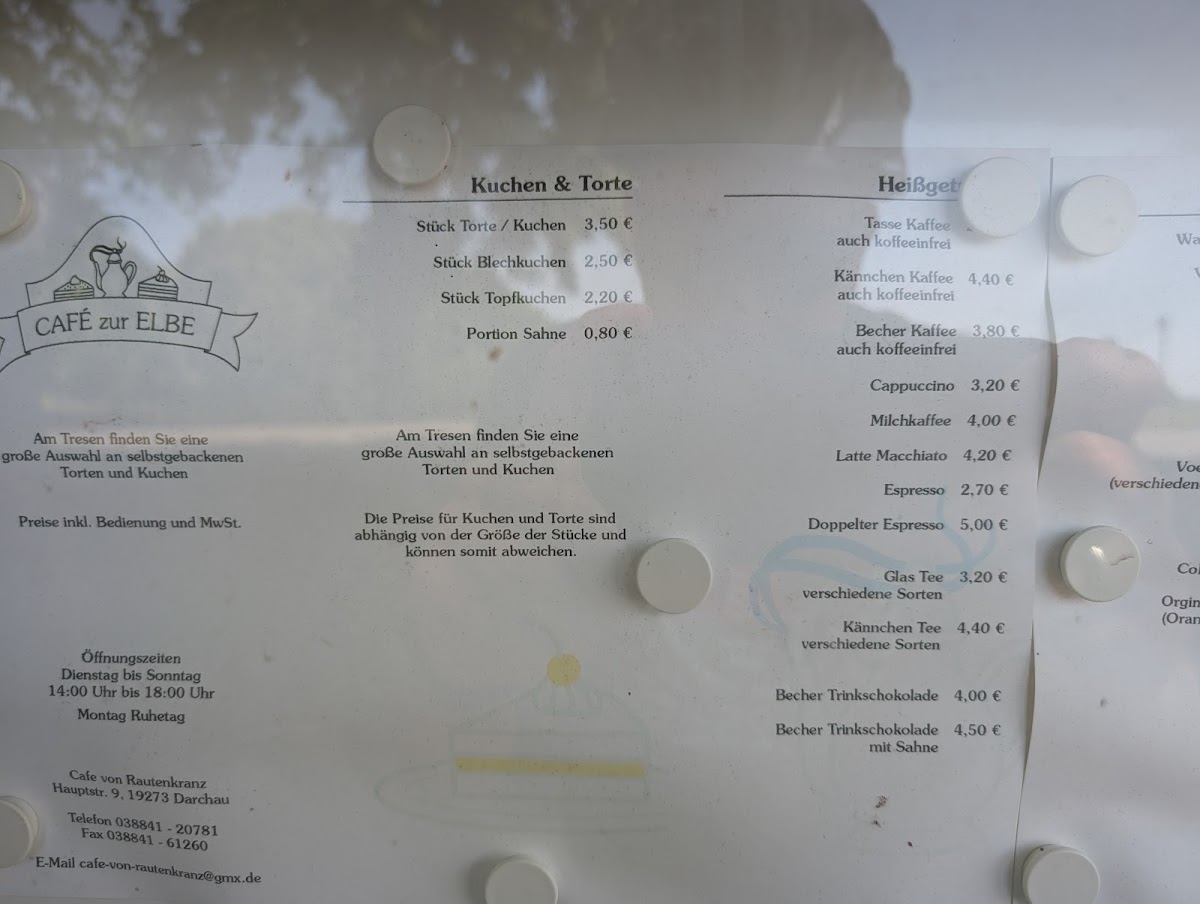 CAFÉ zur ELBE
Am Tresen finden Sie eine
große Auswahl an selbstgebackenen
Torten und Kuchen
Preise inkl. Bedienung und MwSt.
Öffnungszeiten
Dienstag bis Sonntag
14:00 Uhr bis 18:00 Uhr
Montag Ruhetag
Cafe von Rautenkranz
Hauptstr. 9, 19273 Darchau
Telefon 038841 - 20781
Fax 038841 - 61260
E-Mail cafe-von-rautenkranz@gmx.de
Kuchen & Torte
Stück Torte / Kuchen 3,50 €
Stück Blechkuchen 2,50 €
Stück Topfkuchen 2,20 €
Portion Sahne 0,80 €
Am Tresen finden Sie eine
große Auswahl an selbstgebackenen
Torten und Kuchen
Die Preise für Kuchen und Torte sind
abhängig von der Größe der Stücke und
können somit abweichen.
Heißget
Tasse Kaffee
auch koffeeinfrei
Kännchen Kaffee 4,40 €
auch koffeeinfrei
Becher Kaffee 3,80 €
auch koffeeinfrei
Cappuccino 3,20 €
Milchkaffee 4,00 €
Latte Macchiato 4,20 €
Espresso 2,70 €
Doppelter Espresso 5,00 €
Glas Tee 3,20 €
verschiedene Sorten
Kännchen Tee 4,40 €
verschiedene Sorten
Becher Trinkschokolade 4,00 €
Becher Trinkschokolade 4,50 €
mit Sahne
Wa
Voe
(verschieden
Col
Orgin
(Oran